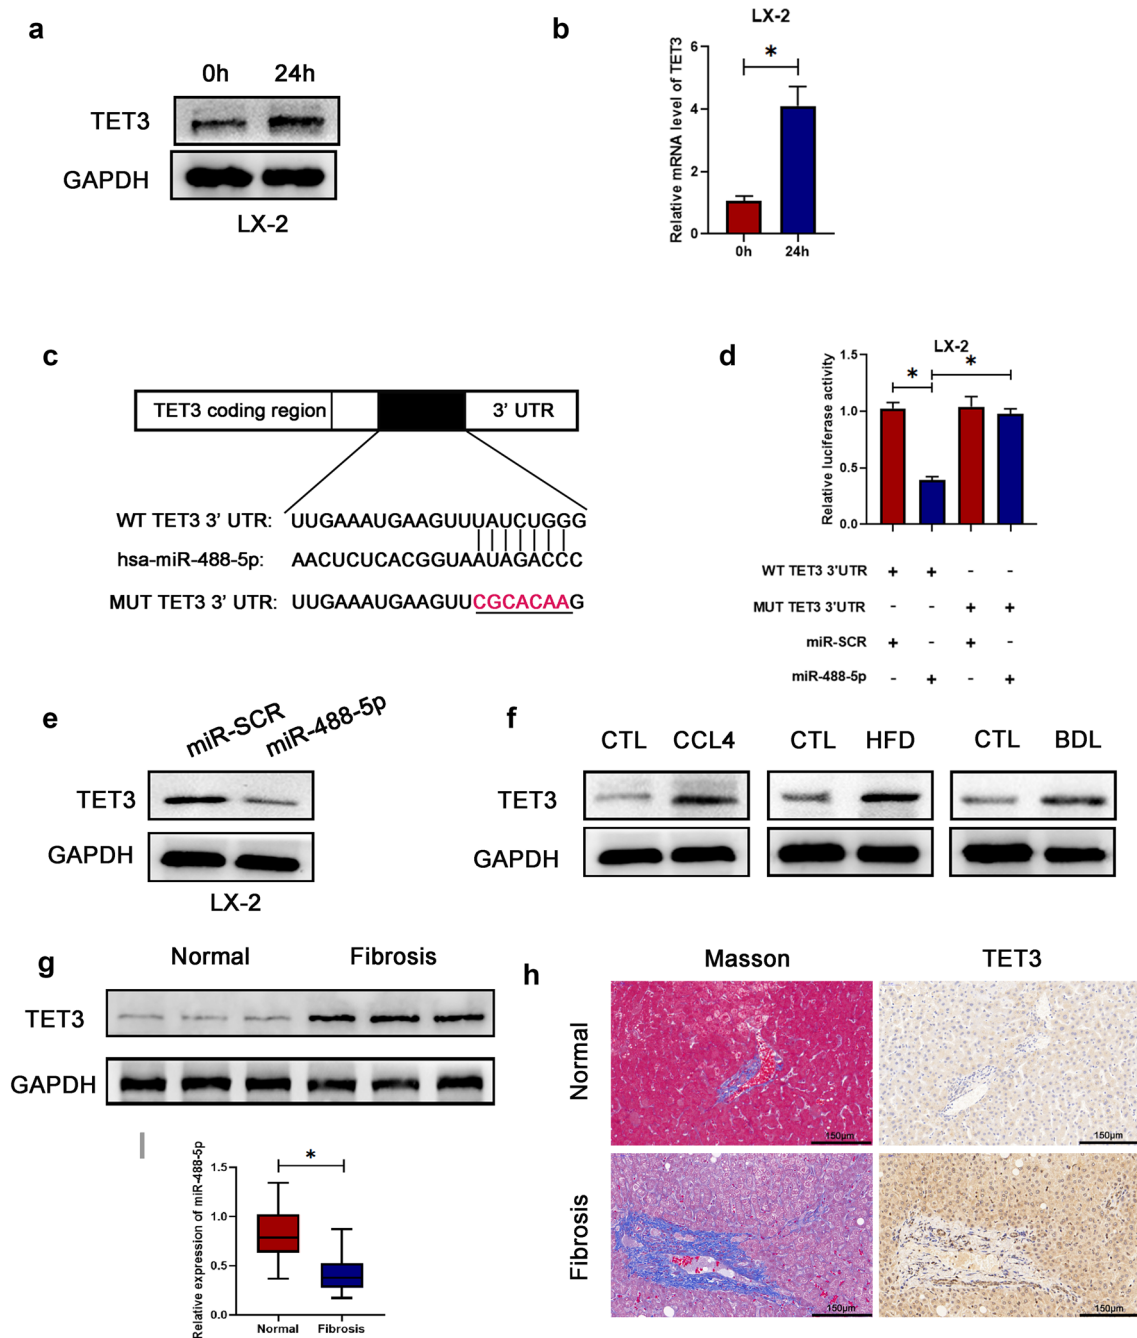 a
0h 24h
TET3
GAPDH
LX-2
b
LX-2
Relative mRNA level of TET3
6
4
2
0
*
0h 24h
c
TET3 coding region 3' UTR
WT TET3 3' UTR: UUGAAAUGAAGUUUAUCUGGG
hsa-miR-488-5p: AACUCUCACGGUAAUAGACCC
MUT TET3 3' UTR: UUGAAAUGAAGUUCGCACAAG
d
LX-2
Relative luciferase activity
1.5
1.0
0.5
0.0
* *
WT TET3 3'UTR + + - -
MUT TET3 3'UTR - - + +
miR-SCR + - + -
miR-488-5p - + - +
e
miR-SCR miR-488-5p
TET3
GAPDH
LX-2
f
CTL CCL4 CTL HFD CTL BDL
TET3
GAPDH
g
Normal Fibrosis
TET3
GAPDH
Relative expression of miR-488-5p
1.5
1.0
0.5
0.0
*
Normal Fibrosis
h
Masson TET3
Normal
150μm 150μm
Fibrosis
150μm 150μm